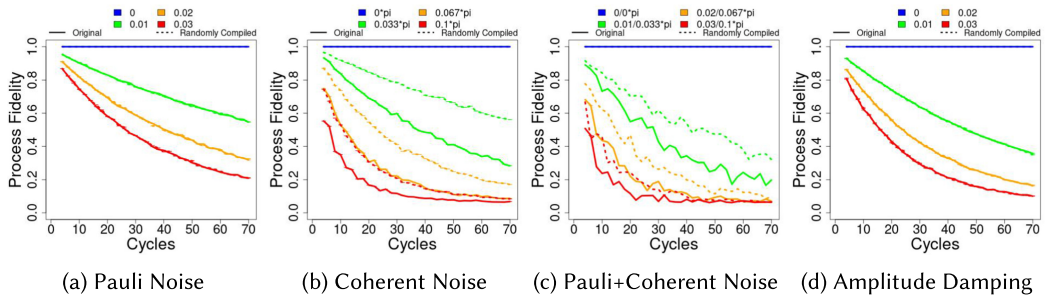 0 0.02
0.01 0.03
Original Randomly Compiled
Process Fidelity
1.0
0.8
0.6
0.4
0.2
0.0
0 10 20 30 40 50 60 70
Cycles
(a) Pauli Noise
0*pi 0.067*pi
0.033*pi 0.1*pi
Original Randomly Compiled
Process Fidelity
1.0
0.8
0.6
0.4
0.2
0.0
0 10 20 30 40 50 60 70
Cycles
(b) Coherent Noise
0/0*pi 0.02/0.067*pi
0.01/0.033*pi 0.03/0.1*pi
Original Randomly Compiled
Process Fidelity
1.0
0.8
0.6
0.4
0.2
0.0
0 10 20 30 40 50 60 70
Cycles
(c) Pauli+Coherent Noise
0 0.02
0.01 0.03
Original Randomly Compiled
Process Fidelity
1.0
0.8
0.6
0.4
0.2
0.0
0 10 20 30 40 50 60 70
Cycles
(d) Amplitude Damping